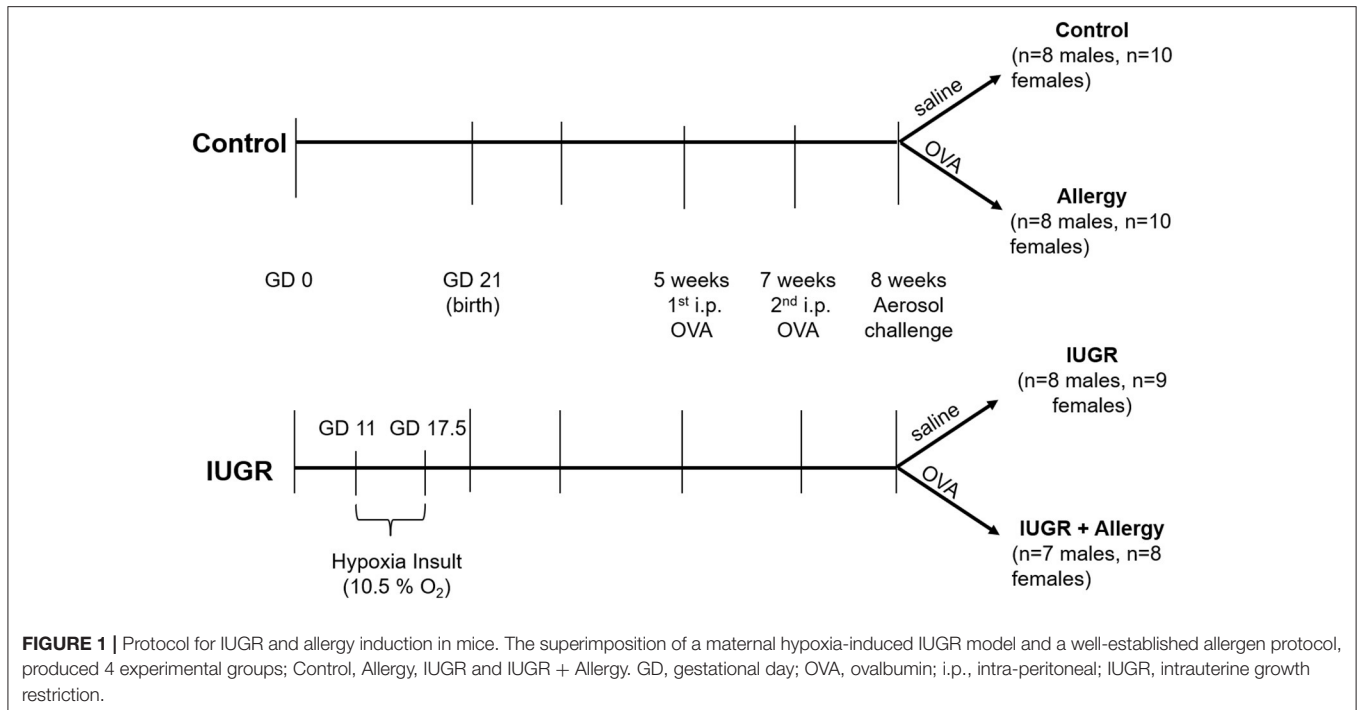 Control
(n=8 males, n=10
females)
saline
Control
OVA
Allergy
(n=8 males, n=10
females)
GD 0
GD 21
(birth)
5 weeks
1st i.p.
OVA
7 weeks
2nd i.p.
OVA
8 weeks
Aerosol
challenge
IUGR
(n=8 males, n=9
females)
saline
GD 11
GD 17.5
IUGR
OVA
IUGR + Allergy
(n=7 males, n=8
females)
Hypoxia Insult
(10.5 % O2)
FIGURE 1 | Protocol for IUGR and allergy induction in mice. The superimposition of a maternal hypoxia-induced IUGR model and a well-established allergen protocol,
produced 4 experimental groups; Control, Allergy, IUGR and IUGR + Allergy. GD, gestational day; OVA, ovalbumin; i.p., intra-peritoneal; IUGR, intrauterine growth
restriction.